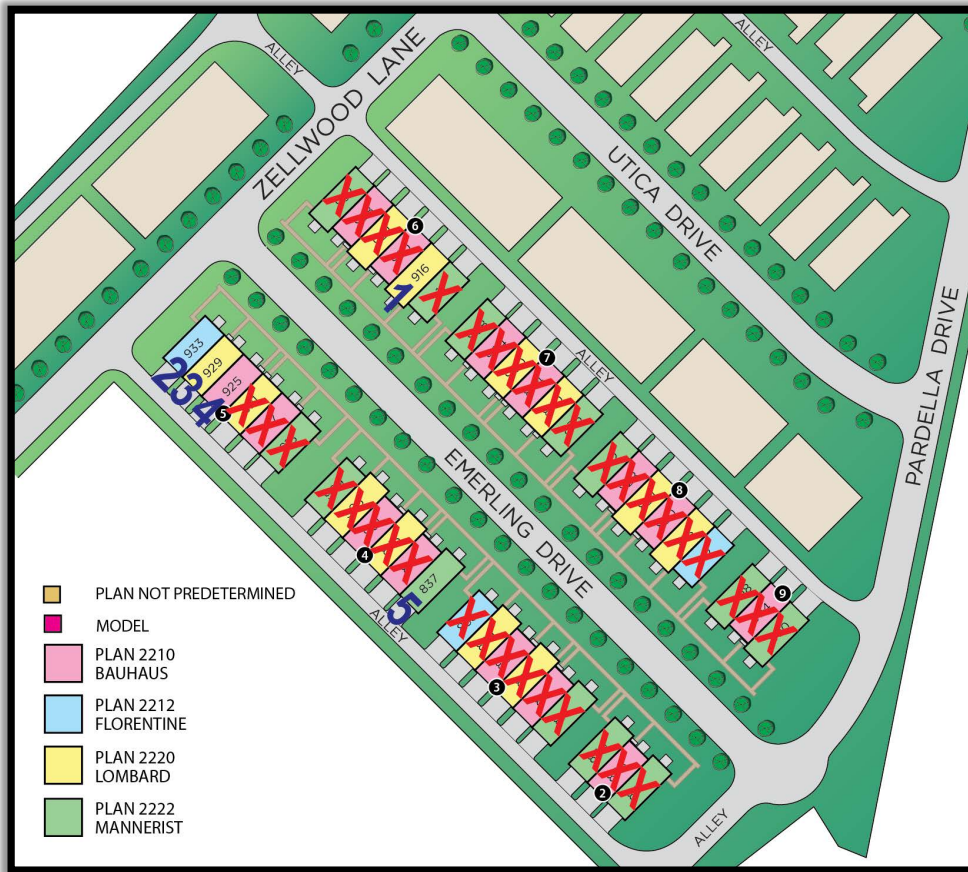 ALLEY
ZELLWOOD LANE
ALLEY
UTICA DRIVE
6
916
1
7
ALLEY
PARDELLA DRIVE
933
929
925
2
3
4
5
EMERLING DRIVE
8
4
837
5
9
ALLEY
3
2
ALLEY
PLAN NOT PREDETERMINED
MODEL
PLAN 2210
BAUHAUS
PLAN 2212
FLORENTINE
PLAN 2220
LOMBARD
PLAN 2222
MANNERIST